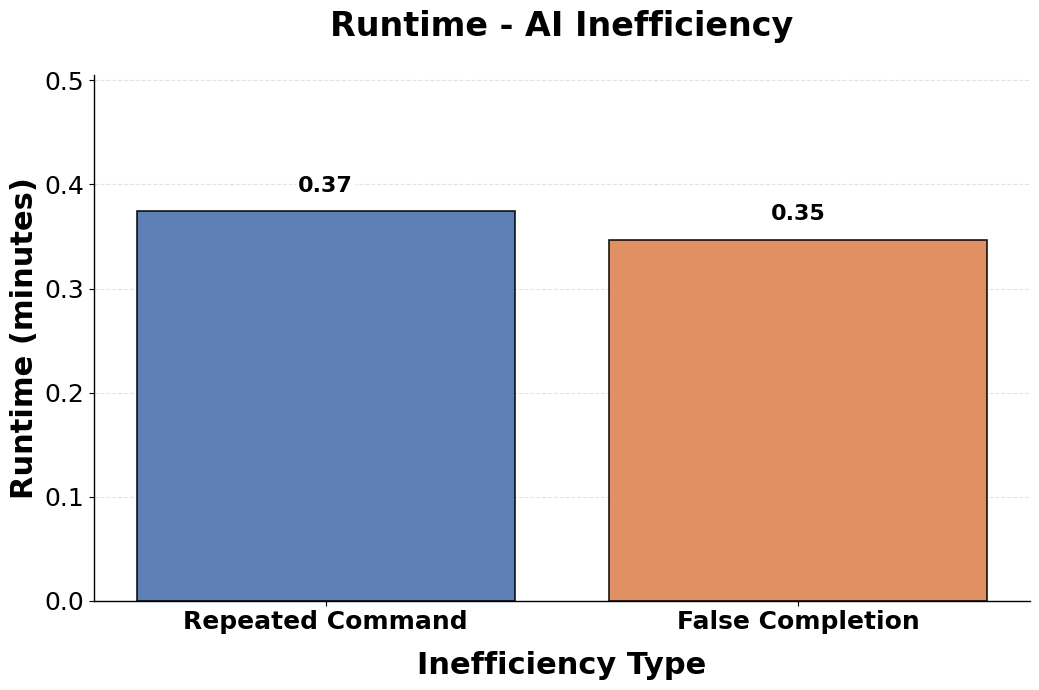 Runtime - AI Inefficiency
Runtime (minutes)
0.5
0.4
0.3
0.2
0.1
0.0
0.37
0.35
Repeated Command
False Completion
Inefficiency Type